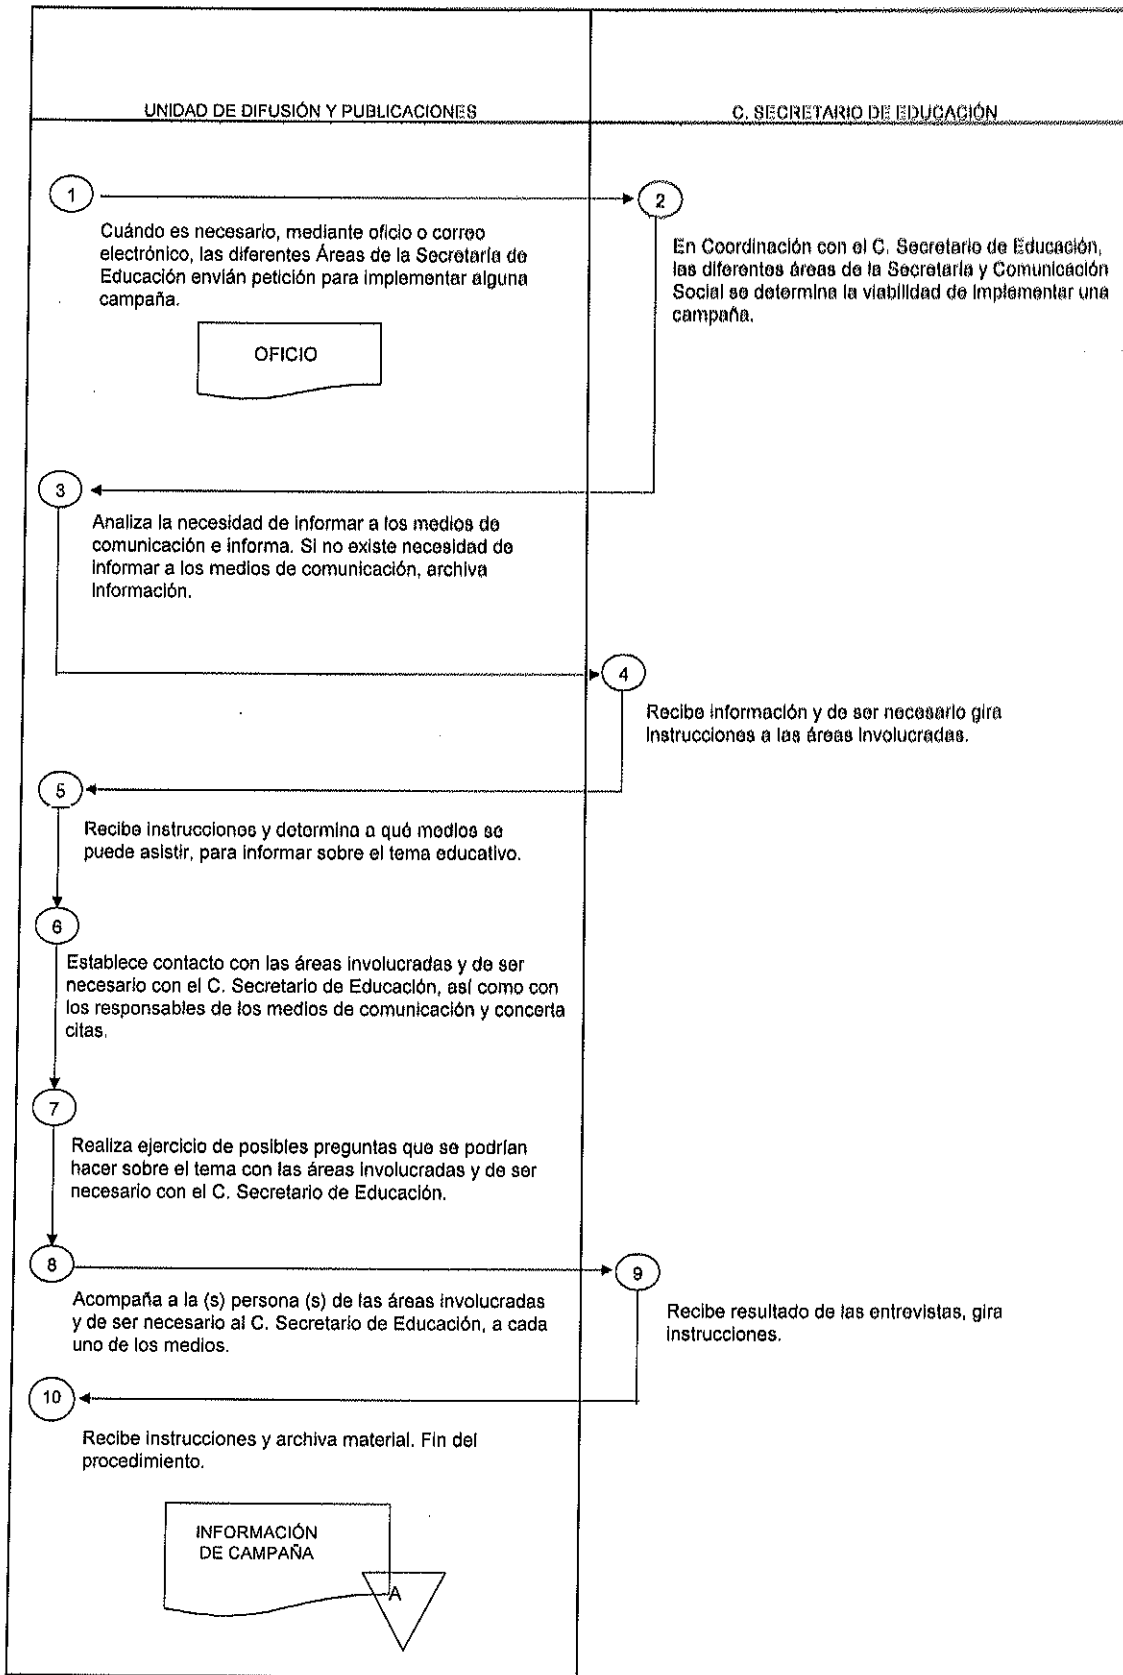 UNIDAD DE DIFUSIÓN Y PUBLICACIONES
C. SECRETARIO DE EDUCACIÓN
1
2
Cuándo es necesario, mediante oficio o correo
electrónico, las diferentes Áreas de la Secretaría de
Educación envían petición para implementar alguna
campaña.
En Coordinación con el C. Secretario de Educación,
las diferentes áreas de la Secretaría y Comunicación
Social se determina la viabilidad de implementar una
campaña.
OFICIO
3
Analiza la necesidad de informar a los medios de
comunicación e informa. Si no existe necesidad de
informar a los medios de comunicación, archiva
información.
4
Recibe información y de ser necesario gira
instrucciones a las áreas involucradas.
5
Recibe instrucciones y determina a qué medios se
puede asistir, para informar sobre el tema educativo.
6
Establece contacto con las áreas involucradas y de ser
necesario con el C. Secretario de Educación, así como con
los responsables de los medios de comunicación y concerta
citas.
7
Realiza ejercicio de posibles preguntas que se podrían
hacer sobre el tema con las áreas involucradas y de ser
necesario con el C. Secretario de Educación.
8
9
Acompaña a la (s) persona (s) de las áreas involucradas
y de ser necesario al C. Secretario de Educación, a cada
uno de los medios.
Recibe resultado de las entrevistas, gira
instrucciones.
10
Recibe instrucciones y archiva material. Fin del
procedimiento.
INFORMACIÓN
DE CAMPAÑA
A